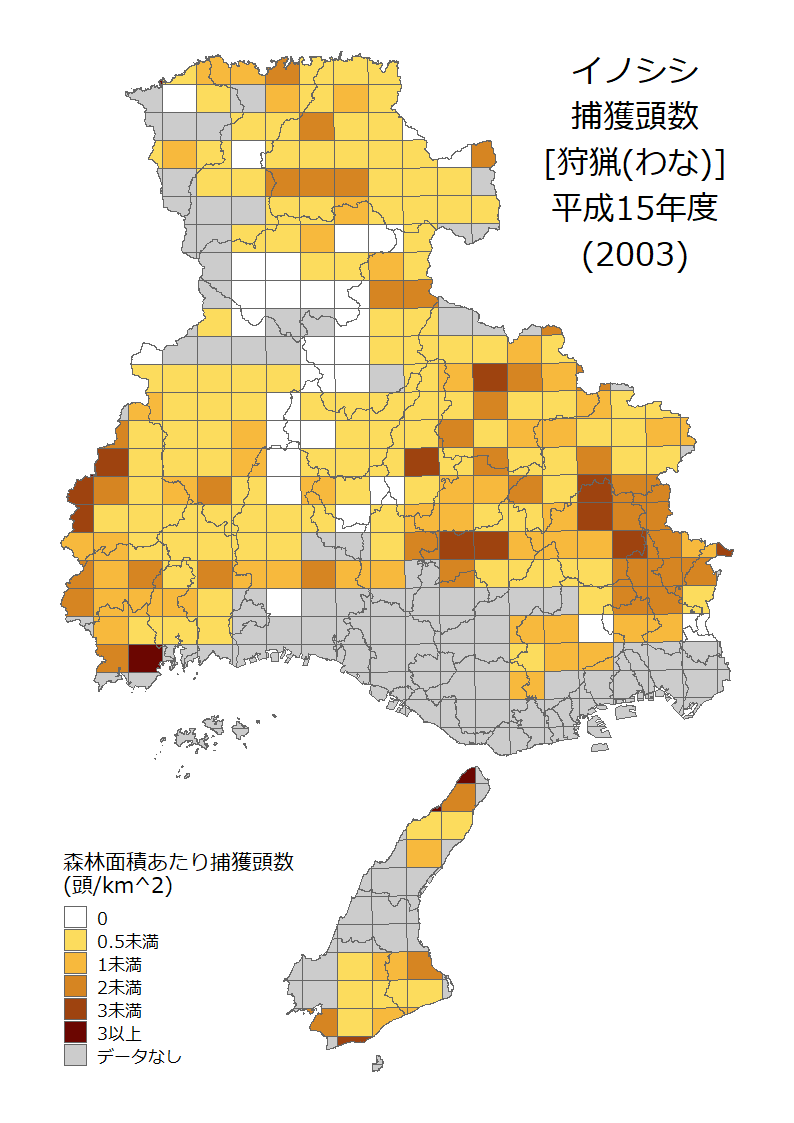 イノシシ
捕獲頭数
[狩猟(わな)]
平成15年度
(2003)
森林面積あたり捕獲頭数
(頭/km^2)
0
0.5未満
1未満
2未満
3未満
3以上
データなし